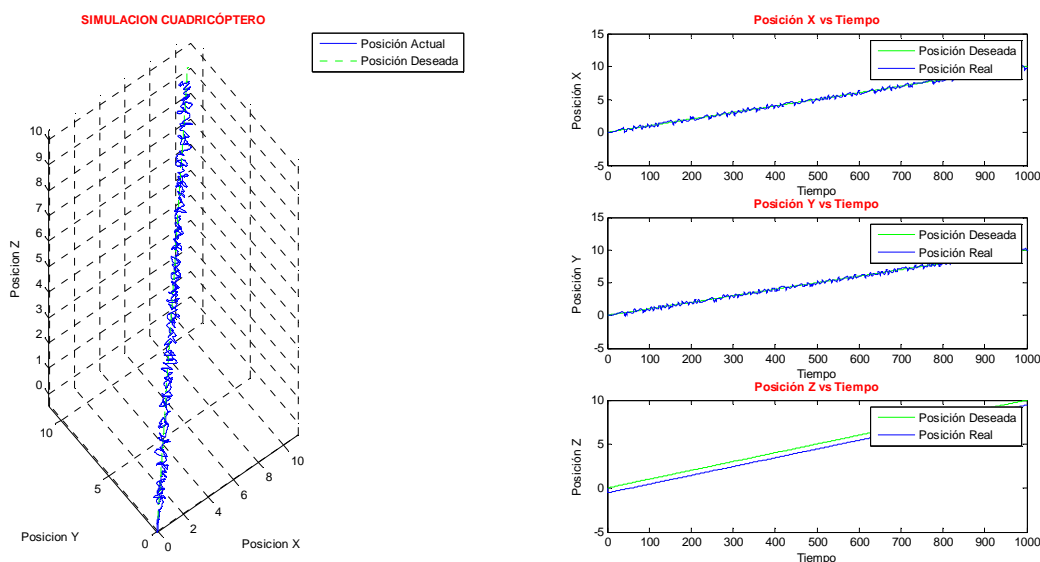 SIMULACION CUADRICÓPTERO
Posición Actual
Posición Deseada
10
9
8
7
6
5
4
3
2
1
0
Posicion Z
10
5
0
Posicion Y
0
2
4
6
8
10
Posicion X
Posición X vs Tiempo
15
10
5
0
-5
Posición X
Posición Deseada
Posición Real
0 100 200 300 400 500 600 700 800 900 1000
Tiempo
Posición Y vs Tiempo
15
10
5
0
-5
Posición Y
Posición Deseada
Posición Real
0 100 200 300 400 500 600 700 800 900 1000
Tiempo
Posición Z vs Tiempo
10
5
0
-5
Posición Z
Posición Deseada
Posición Real
0 100 200 300 400 500 600 700 800 900 1000
Tiempo